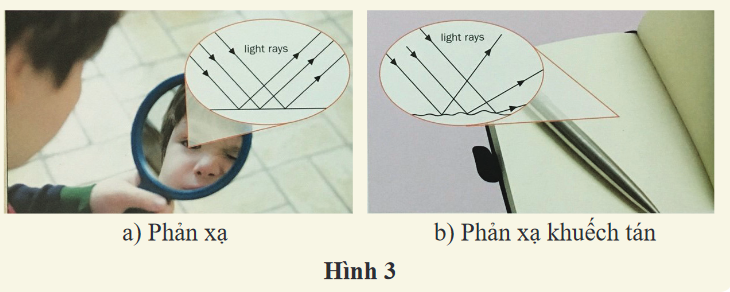 light rays
light rays
a) Phản xạ
b) Phản xạ khuếch tán
Hình 3